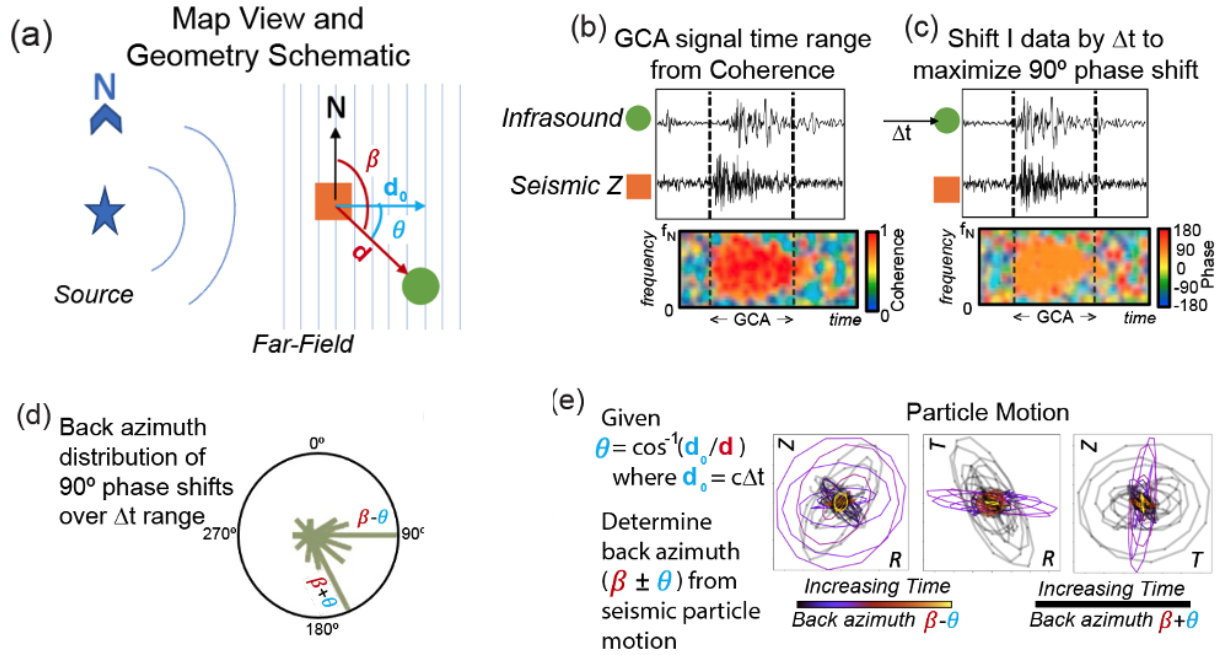 (a)
Map View and
Geometry Schematic
N
N
β
d₀
θ
d
Source
Far-Field
(b)
GCA signal time range
from Coherence
Infrasound
Seismic Z
f_N
frequency
0
← GCA →
time
1
0
Coherence
(c)
Shift I data by Δt to
maximize 90º phase shift
Δt
f_N
frequency
0
← GCA →
time
180
90
0
-90
-180
Phase
(d)
Back azimuth
distribution of
90º phase shifts
over Δt range
0º
270º
90º
180º
β-θ
β+θ
(e)
Given
θ = cos⁻¹(d₀/d)
where d₀ = cΔt
Determine
back azimuth
(β ± θ) from
seismic particle
motion
Particle Motion
Z
R
T
R
Z
T
Increasing Time
Back azimuth β-θ
Increasing Time
Back azimuth β+θ